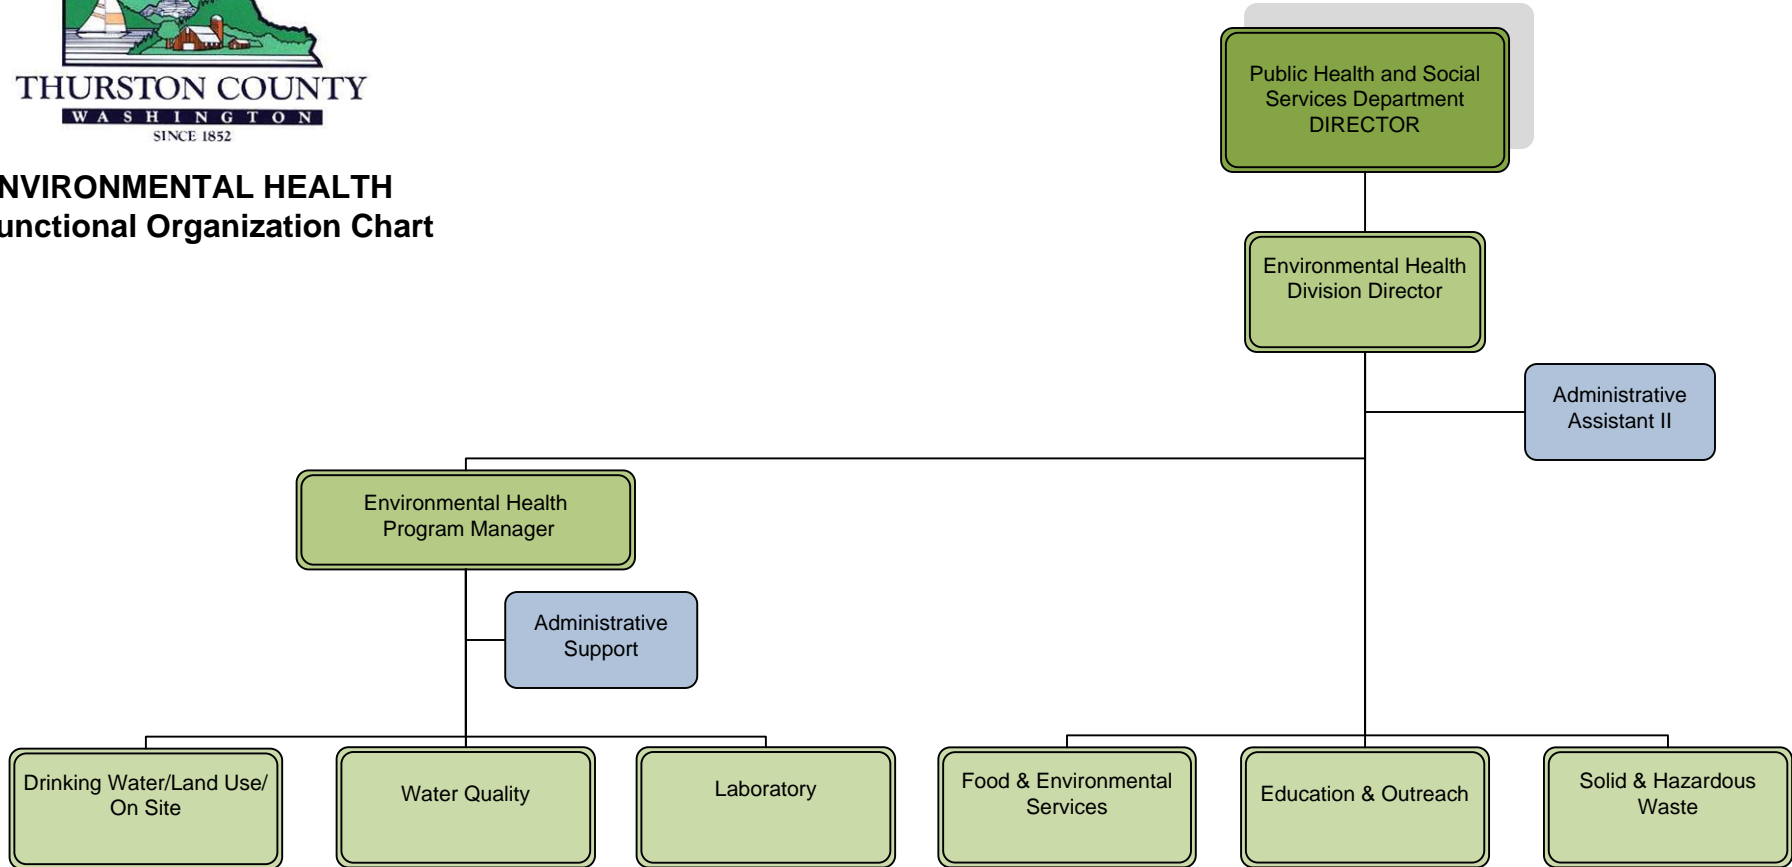 THURSTON COUNTY
WASHINGTON
SINCE 1852
NVIRONMENTAL HEALTH
unctional Organization Chart
Public Health and Social
Services Department
DIRECTOR
Environmental Health
Division Director
Administrative
Assistant II
Environmental Health
Program Manager
Administrative
Support
Drinking Water/Land Use/
On Site
Water Quality
Laboratory
Food & Environmental
Services
Education & Outreach
Solid & Hazardous
Waste